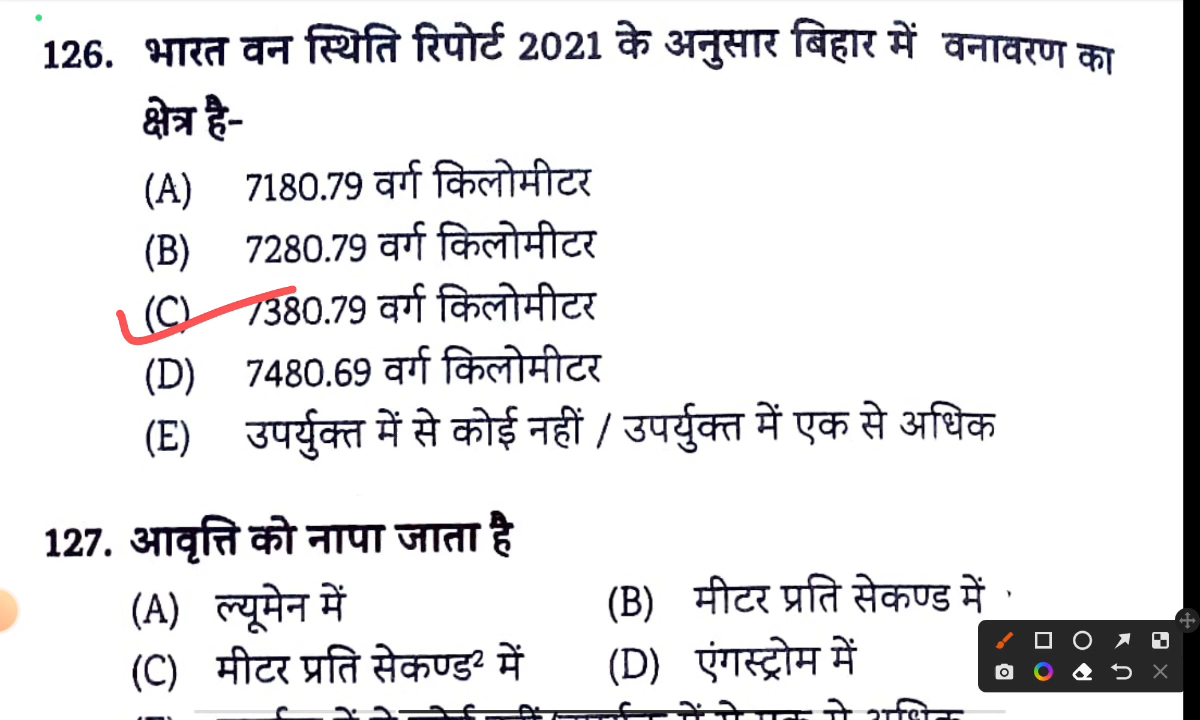 126. भारत वन स्थिति रिपोर्ट 2021 के अनुसार बिहार में वनावरण का
क्षेत्र है-
(A) 7180.79 वर्ग किलोमीटर
(B) 7280.79 वर्ग किलोमीटर
(C) 7380.79 वर्ग किलोमीटर
(D) 7480.69 वर्ग किलोमीटर
(E) उपर्युक्त में से कोई नहीं / उपर्युक्त में एक से अधिक
127. आवृत्ति को नापा जाता है
(A) ल्यूमेन में (B) मीटर प्रति सेकण्ड में
(C) मीटर प्रति सेकण्ड² में (D) एंगस्ट्रोम में